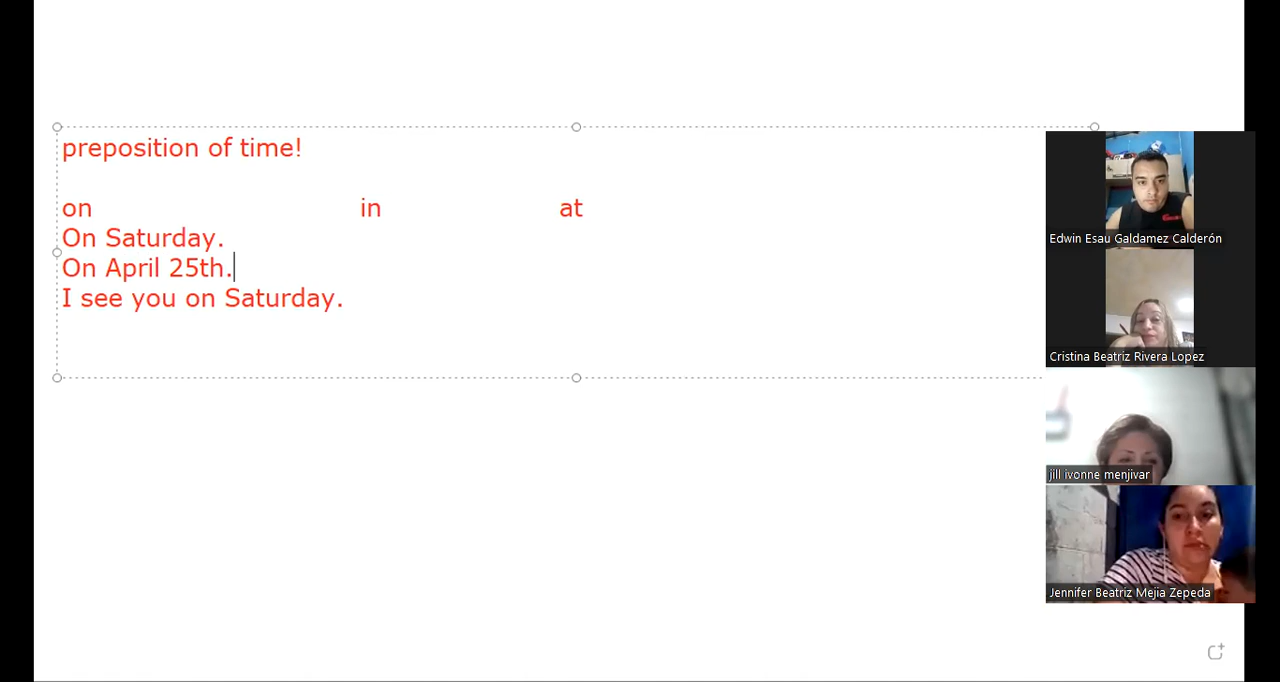 preposition of time!
on in at
On Saturday.
On April 25th.
I see you on Saturday.
Edwin Esau Galdamez Calderón
Cristina Beatriz Rivera Lopez
jill ivonne menjivar
Jennifer Beatriz Mejia Zepeda